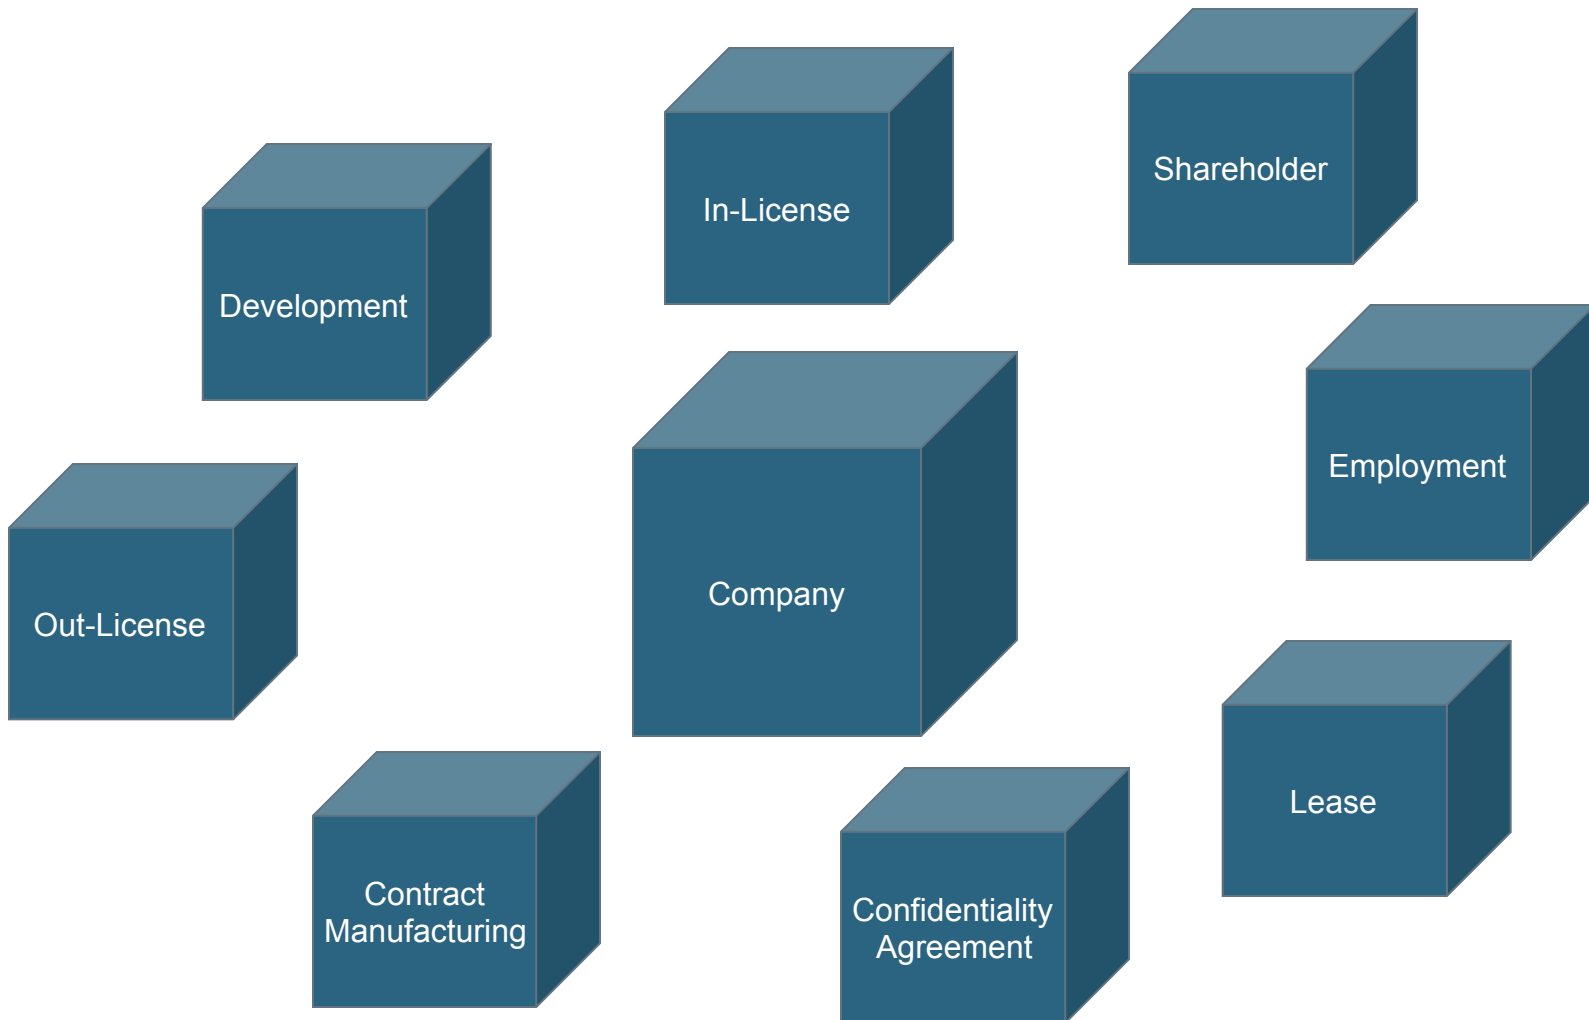 Shareholder
In-License
Development
Employment
Company
Out-License
Lease
Contract
Manufacturing
Confidentiality
Agreement